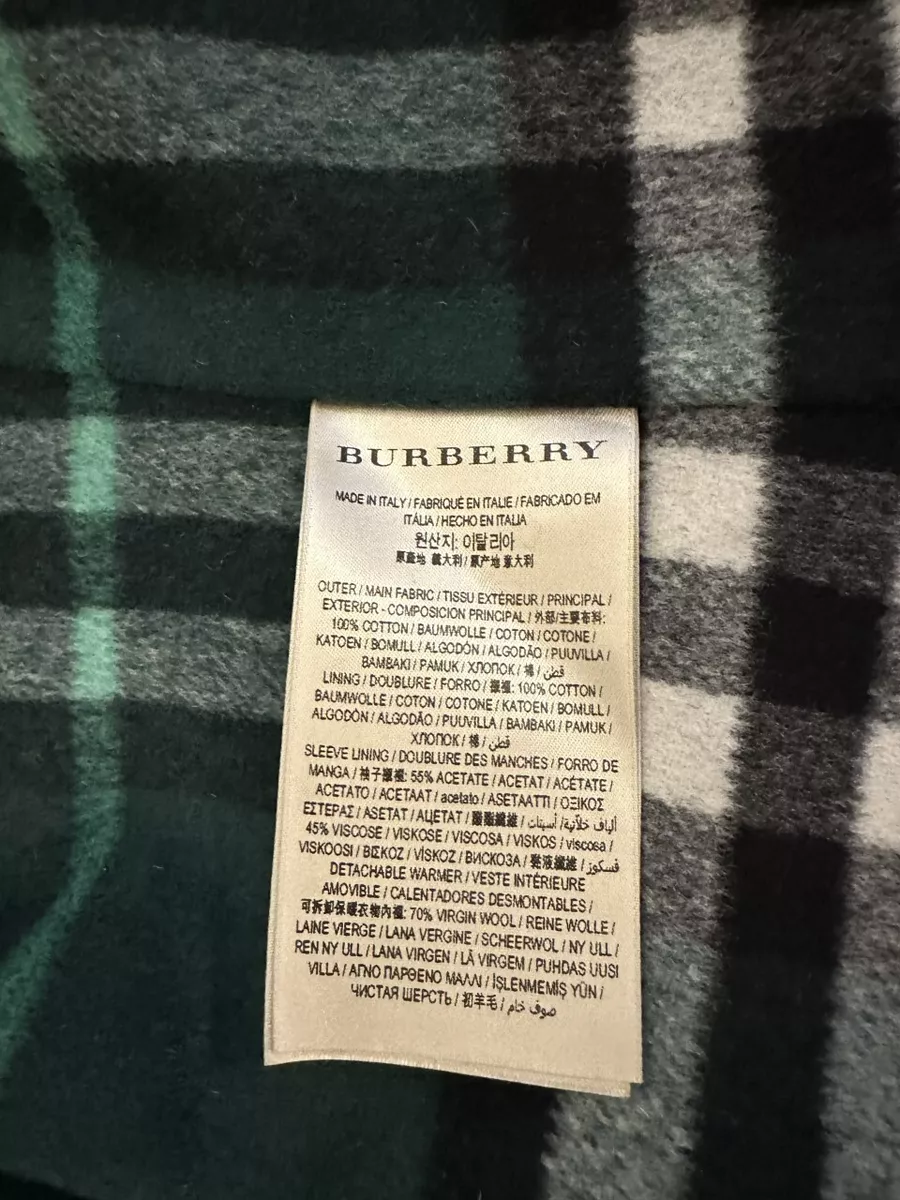 BURBERRY
MADE IN ITALY / FABRIQUÉ EN ITALIE / FABRICADO EM
ITÁLIA / HECHO EN ITALIA
원산지: 이탈리아
原産地 義大利 / 原产地 意大利
OUTER / MAIN FABRIC / TISSU EXTÉRIEUR / PRINCIPAL /
EXTERIOR - COMPOSICION PRINCIPAL / 外部/主要布料:
100% COTTON / BAUMWOLLE / COTON / COTONE /
KATOEN / BOMULL / ALGODÓN / ALGODÃO / PUUVILLA /
BAMBAKI / PAMUK / ХЛОПОК / 棉 / قطن
LINING / DOUBLURE / FORRO / 襯裡: 100% COTTON /
BAUMWOLLE / COTON / COTONE / KATOEN / BOMULL /
ALGODÓN / ALGODÃO / PUUVILLA / BAMBAKI / PAMUK /
ХЛОПОК / 棉 / قطن
SLEEVE LINING / DOUBLURE DES MANCHES / FORRO DE
MANGA / 袖子襯裡: 55% ACETATE / ACETAT / ACÉTATE /
ACETATO / ACETAAT / acetato / ASETAATTI / ΟΞΙΚΟΣ
ΕΣΤΕΡΑΣ / ASETAT / АЦЕТАТ / 醋酯纖維 / ألياف خلاتية/ أسيتات /
45% VISCOSE / VISKOSE / VISCOSA / VISKOS / viscosa /
VISKOOSI / ΒΙΣΚΟΖ / VİSKOZ / ВИСКОЗА / 黏液纖維 / فسكوز /
DETACHABLE WARMER / VESTE INTÉRIEURE
AMOVIBLE / CALENTADORES DESMONTABLES /
可拆卸保暖衣物內襯: 70% VIRGIN WOOL / REINE WOLLE /
LAINE VIERGE / LANA VERGINE / SCHEERWOL / NY ULL /
REN NY ULL / LANA VIRGEN / LÃ VIRGEM / PUHDAS UUSI
VILLA / ΑΓΝΟ ΠΑΡΘΕΝΟ ΜΑΛΛΙ / İŞLENMEMİŞ YÜN /
ЧИСТАЯ ШЕРСТЬ / 初羊毛 / صوف خام